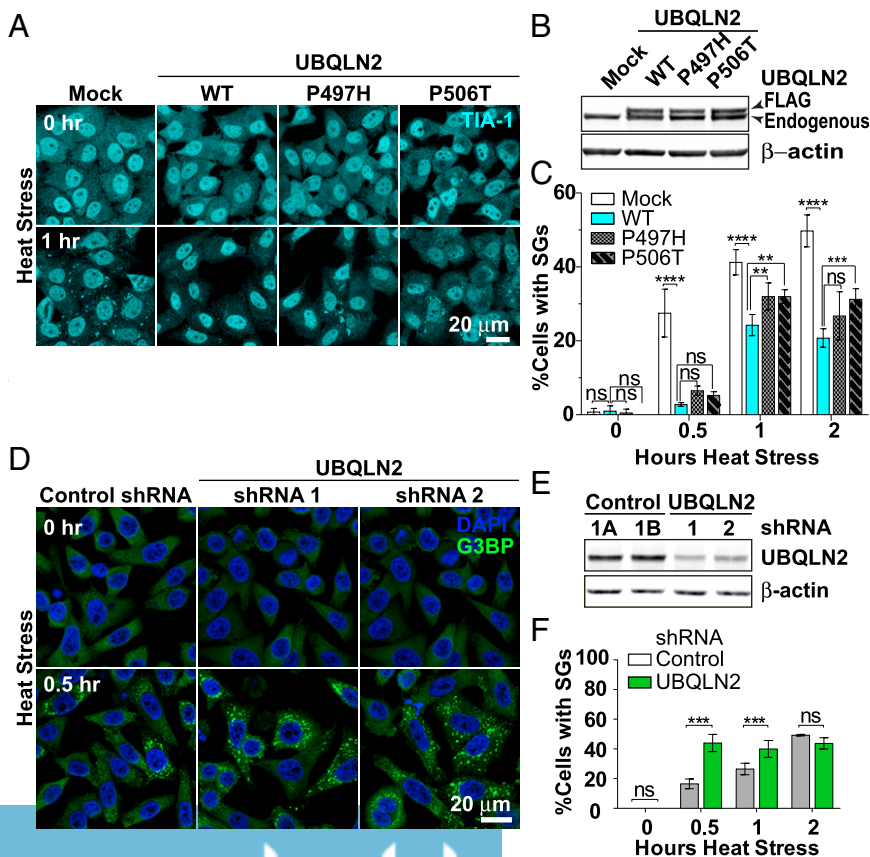 A
UBQLN2
Mock WT P497H P506T
Heat Stress
0 hr
TIA-1
1 hr
20 μm
B
UBQLN2
Mock WT P497H P506T
UBQLN2
FLAG
Endogenous
β-actin
C
%Cells with SGs
60
40
20
0
Mock
WT
P497H
P506T
ns ns ns
**** ns ns
**** ** **
**** ns ***
0 0.5 1 2
Hours Heat Stress
D
UBQLN2
Control shRNA shRNA 1 shRNA 2
Heat Stress
0 hr
DAPI
G3BP
0.5 hr
20 μm
E
Control UBQLN2
1A 1B 1 2 shRNA
UBQLN2
β-actin
F
shRNA
Control
UBQLN2
%Cells with SGs
100
80
60
40
20
0
ns *** *** ns
0 0.5 1 2
Hours Heat Stress